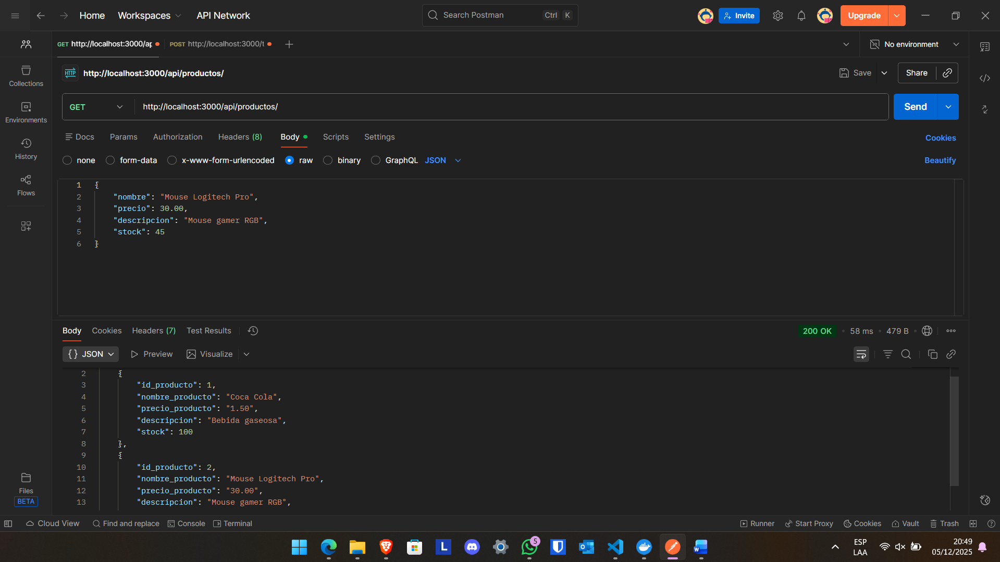 Home Workspaces API Network Search Postman Ctrl K Invite Upgrade
GET http://localhost:3000/ap POST http://localhost:3000/t No environment
HTTP http://localhost:3000/api/productos/ Save Share
GET http://localhost:3000/api/productos/ Send
Docs Params Authorization Headers (8) Body Scripts Settings Cookies
none form-data x-www-form-urlencoded raw binary GraphQL JSON Beautify
Collections
Environments
History
Flows
Files
BETA
1 {
2 "nombre": "Mouse Logitech Pro",
3 "precio": 30.00,
4 "descripcion": "Mouse gamer RGB",
5 "stock": 45
6 }
Body Cookies Headers (7) Test Results 200 OK • 58 ms • 479 B •
{} JSON Preview Visualize
2 {
3 "id_producto": 1,
4 "nombre_producto": "Coca Cola",
5 "precio_producto": "1.50",
6 "descripcion": "Bebida gaseosa",
7 "stock": 100
8 },
9 {
10 "id_producto": 2,
11 "nombre_producto": "Mouse Logitech Pro",
12 "precio_producto": "30.00",
13 "descripcion": "Mouse gamer RGB",
Cloud View Find and replace Console Terminal Runner Start Proxy Cookies Vault Trash
L 5 W ESP 20:49
LAA 05/12/2025